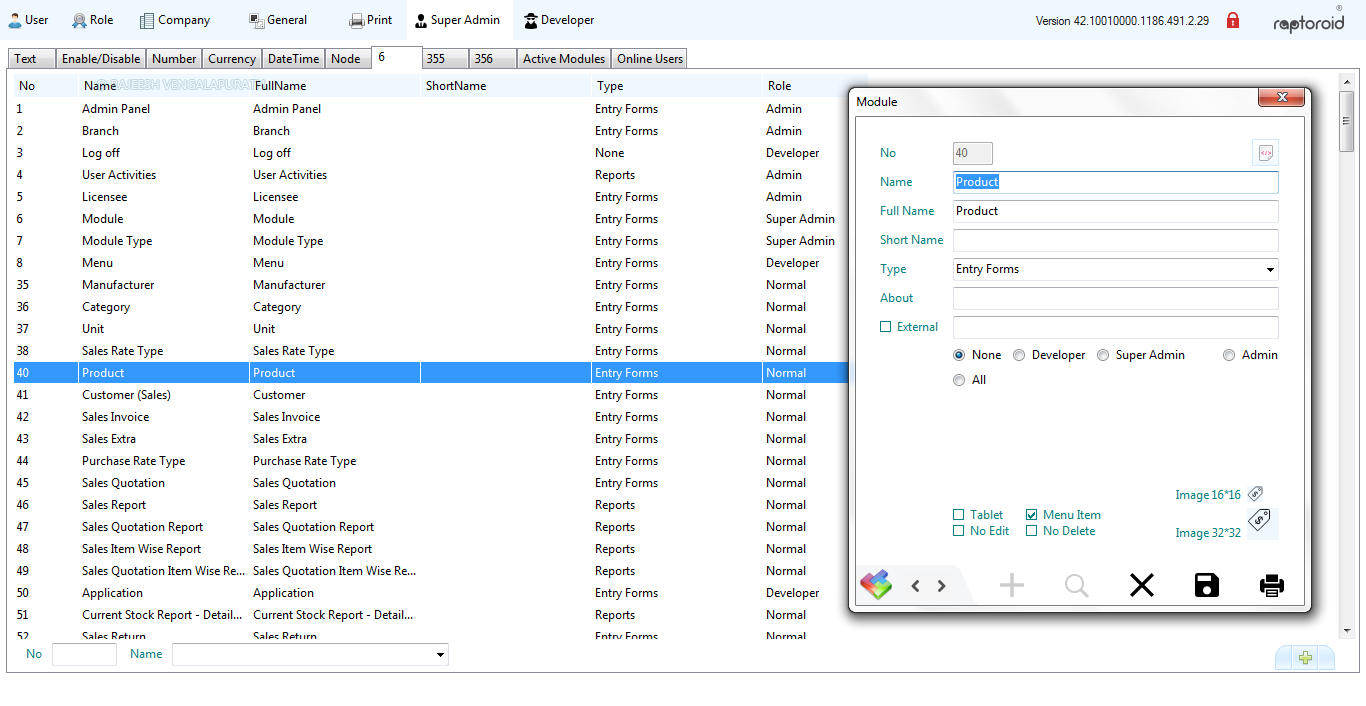 User Role Company General Print Super Admin Developer Version 42.10010000.1186.491.2.29 raptoroid ®
Text Enable/Disable Number Currency DateTime Node 6 355 356 Active Modules Online Users
No Name FullName ShortName Type Role
© RAJEESH VENGALAPURATH
1 Admin Panel Admin Panel Entry Forms Admin
2 Branch Branch Entry Forms Admin
3 Log off Log off None Developer
4 User Activities User Activities Reports Admin
5 Licensee Licensee Entry Forms Admin
6 Module Module Entry Forms Super Admin
7 Module Type Module Type Entry Forms Super Admin
8 Menu Menu Entry Forms Developer
35 Manufacturer Manufacturer Entry Forms Normal
36 Category Category Entry Forms Normal
37 Unit Unit Entry Forms Normal
38 Sales Rate Type Sales Rate Type Entry Forms Normal
40 Product Product Entry Forms Normal
41 Customer (Sales) Customer Entry Forms Normal
42 Sales Invoice Sales Invoice Entry Forms Normal
43 Sales Extra Sales Extra Entry Forms Normal
44 Purchase Rate Type Purchase Rate Type Entry Forms Normal
45 Sales Quotation Sales Quotation Entry Forms Normal
46 Sales Report Sales Report Reports Normal
47 Sales Quotation Report Sales Quotation Report Reports Normal
48 Sales Item Wise Report Sales Item Wise Report Reports Normal
49 Sales Quotation Item Wise Re... Sales Quotation Item Wise Re... Reports Normal
50 Application Application Entry Forms Developer
51 Current Stock Report - Detail... Current Stock Report - Detail... Reports Normal
52 Sales Return Sales Return Entry Forms Normal
No Name
Module
No 40
Name Product
Full Name Product
Short Name
Type Entry Forms
About
External
None Developer Super Admin Admin
All
Image 16*16
Tablet Menu Item
No Edit No Delete
Image 32*32